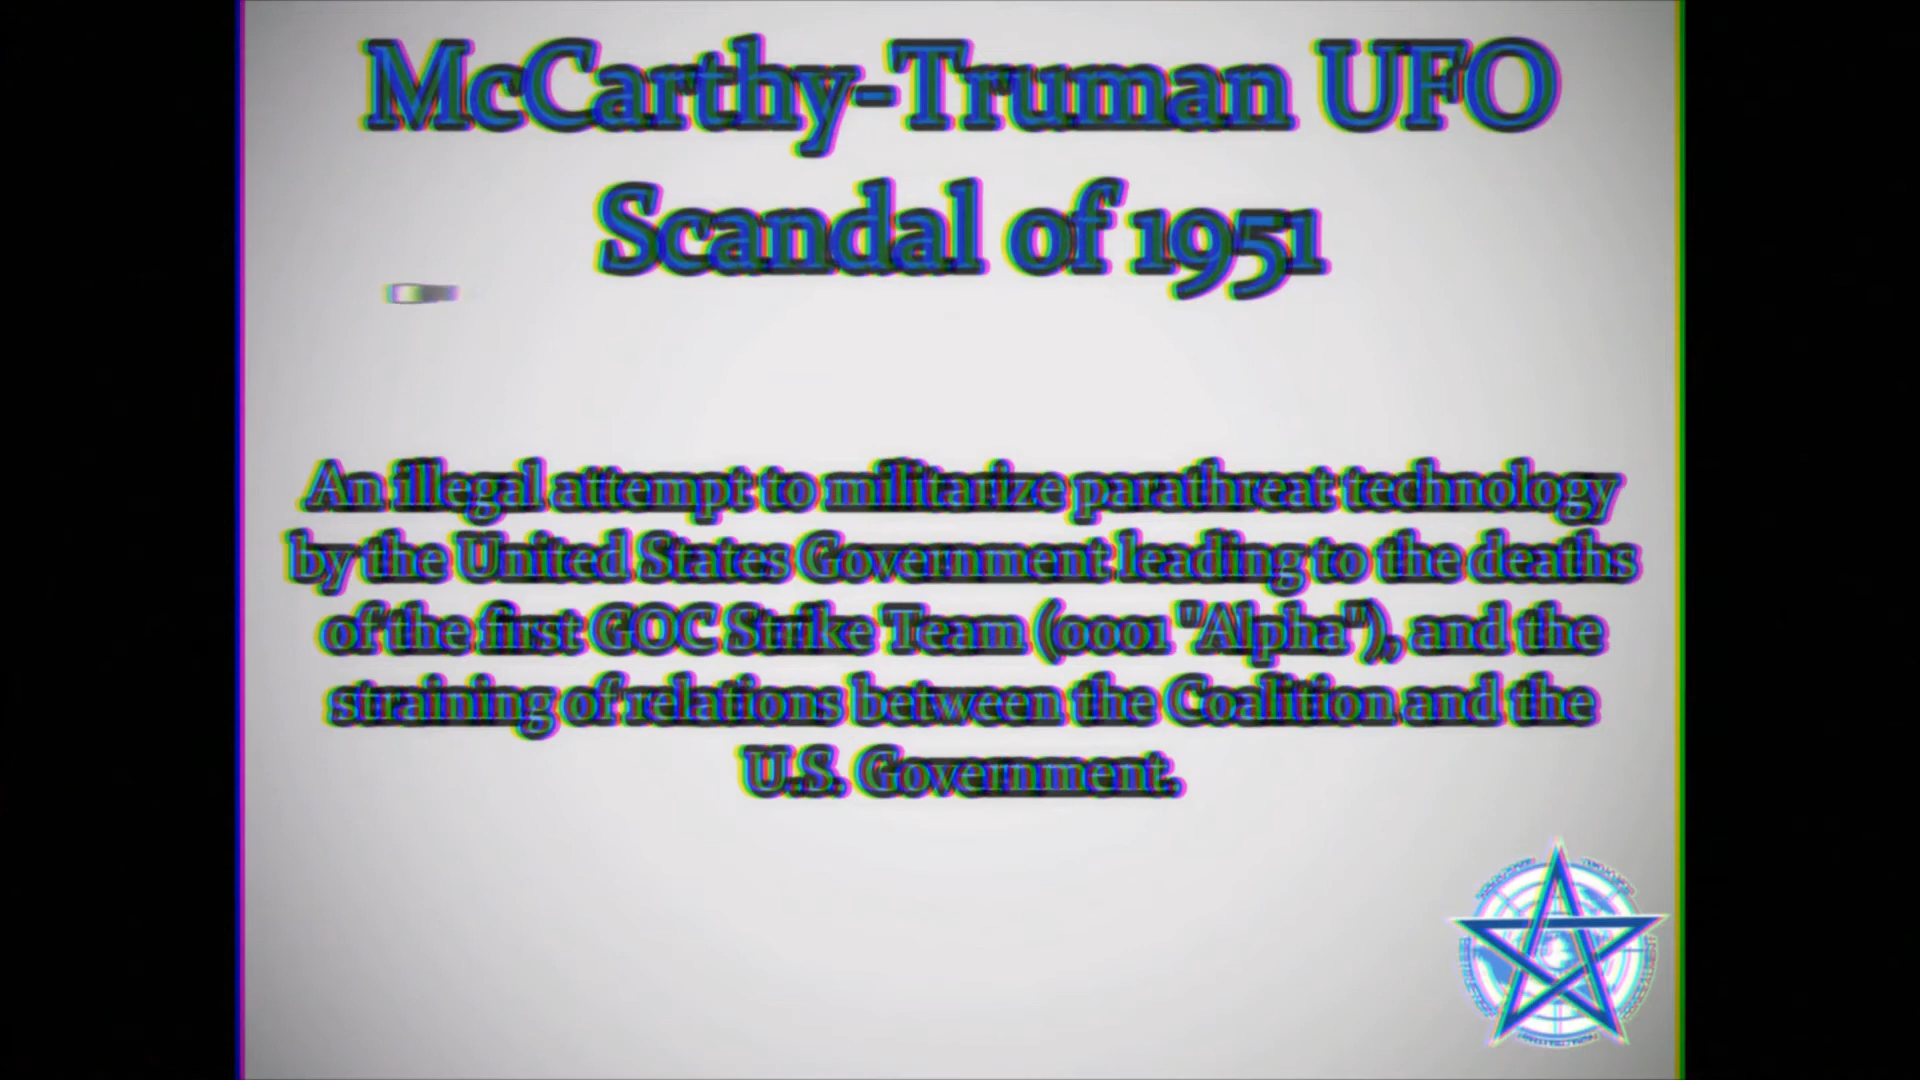 McCarthy-Truman UFO
Scandal of 1951
An illegal attempt to militarize parathreat technology
by the United States Government leading to the deaths
of the first GOC Strike Team (0001 "Alpha"), and the
straining of relations between the Coalition and the
U.S. Government.